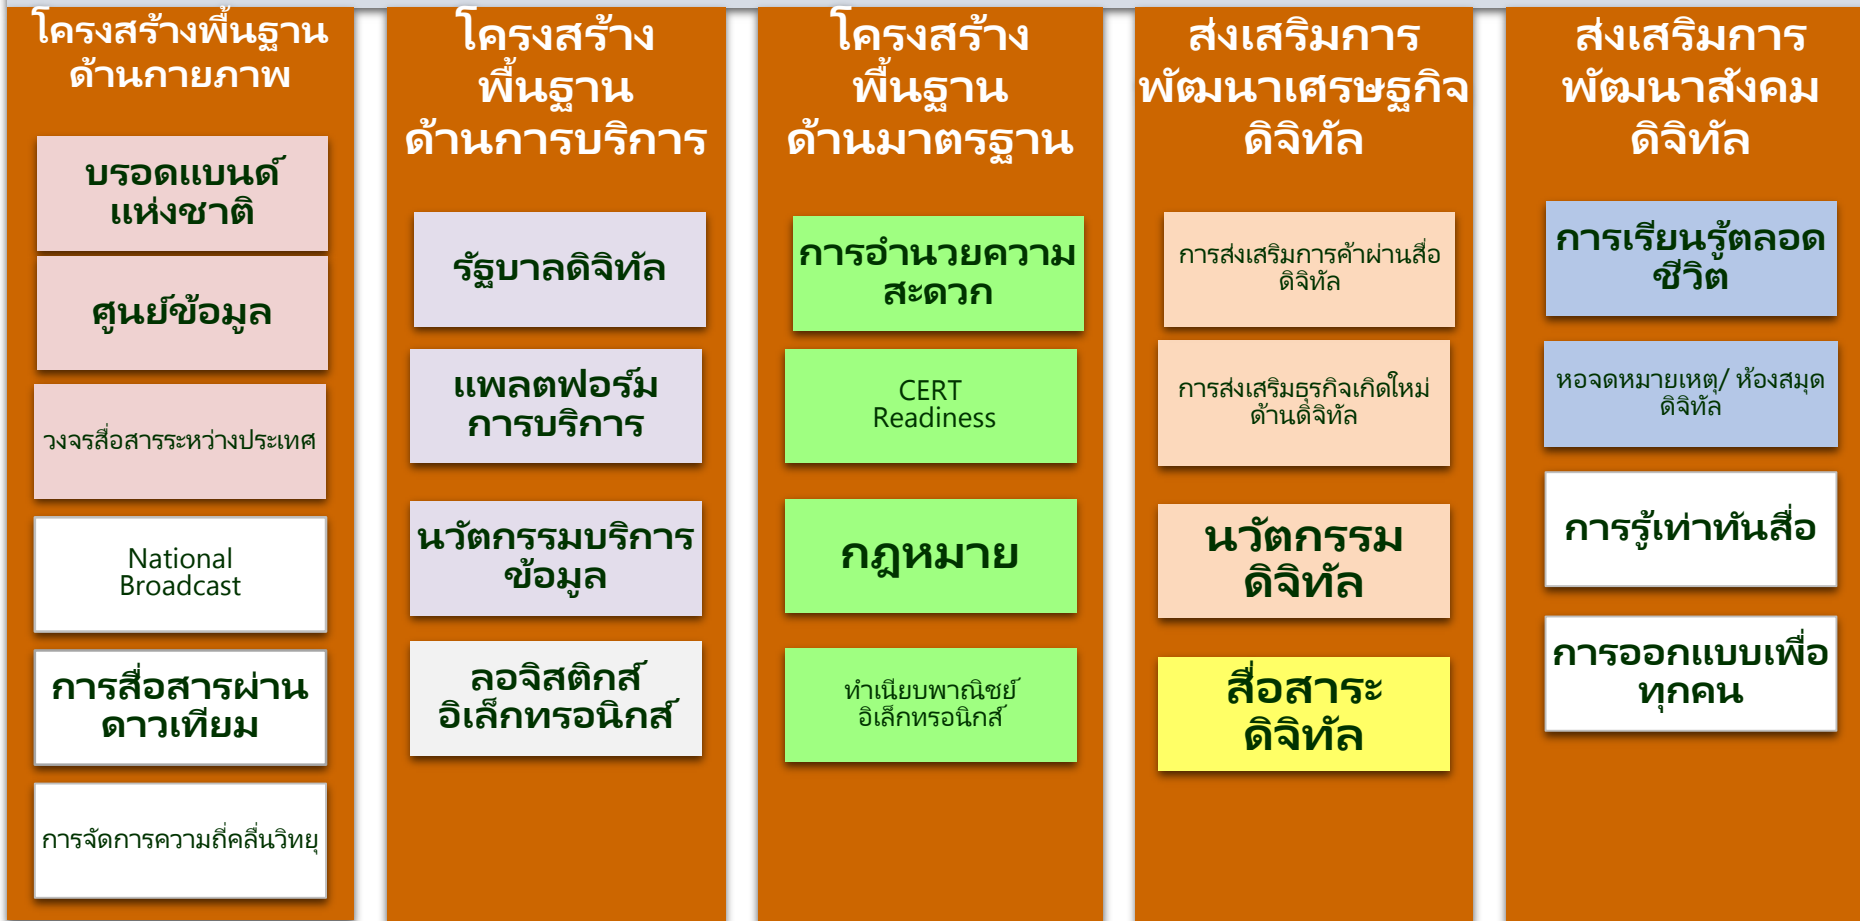 โครงสร้างพื้นฐาน
ด้านกายภาพ
บรอดแบนด์
แห่งชาติ
ศูนย์ข้อมูล
วงจรสื่อสารระหว่างประเทศ
National
Broadcast
การสื่อสารผ่าน
ดาวเทียม
การจัดการความถี่คลื่นวิทยุ
โครงสร้าง
พื้นฐาน
ด้านการบริการ
รัฐบาลดิจิทัล
แพลตฟอร์ม
การบริการ
นวัตกรรมบริการ
ข้อมูล
ลอจิสติกส์
อิเล็กทรอนิกส์
โครงสร้าง
พื้นฐาน
ด้านมาตรฐาน
การอำนวยความ
สะดวก
CERT
Readiness
กฎหมาย
ทำเนียบพาณิชย์
อิเล็กทรอนิกส์
ส่งเสริมการ
พัฒนาเศรษฐกิจ
ดิจิทัล
การส่งเสริมการค้าผ่านสื่อ
ดิจิทัล
การส่งเสริมธุรกิจเกิดใหม่
ด้านดิจิทัล
นวัตกรรม
ดิจิทัล
สื่อสาระ
ดิจิทัล
ส่งเสริมการ
พัฒนาสังคม
ดิจิทัล
การเรียนรู้ตลอด
ชีวิต
หอจดหมายเหตุ/ ห้องสมุด
ดิจิทัล
การรู้เท่าทันสื่อ
การออกแบบเพื่อ
ทุกคน